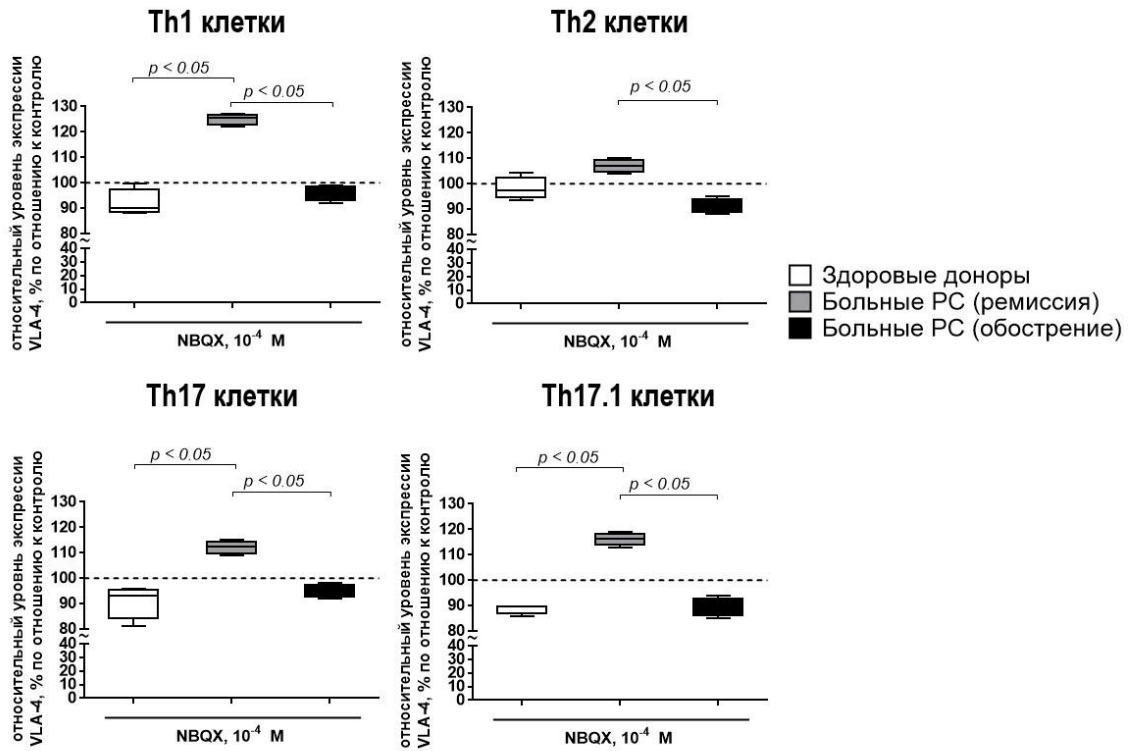 Th1 клетки
относительный уровнь экспрессии
VLA-4, % по отношению к контролю
p < 0.05
p < 0.05
130
120
110
100
90
80
~
40
30
20
10
0
NBQX, 10⁻⁴ M
Th2 клетки
относительный уровнь экспрессии
VLA-4, % по отношению к контролю
p < 0.05
130
120
110
100
90
80
~
40
30
20
10
0
NBQX, 10⁻⁴ M
Здоровые доноры
Больные РС (ремиссия)
Больные РС (обострение)
Th17 клетки
относительный уровень экспрессии
VLA-4, % по отношению к контролю
p < 0.05
p < 0.05
130
120
110
100
90
80
~
40
30
20
10
0
NBQX, 10⁻⁴ M
Th17.1 клетки
относительный уровень экспрессии
VLA-4, % по отношению к контролю
p < 0.05
p < 0.05
130
120
110
100
90
80
~
40
30
20
10
0
NBQX, 10⁻⁴ M